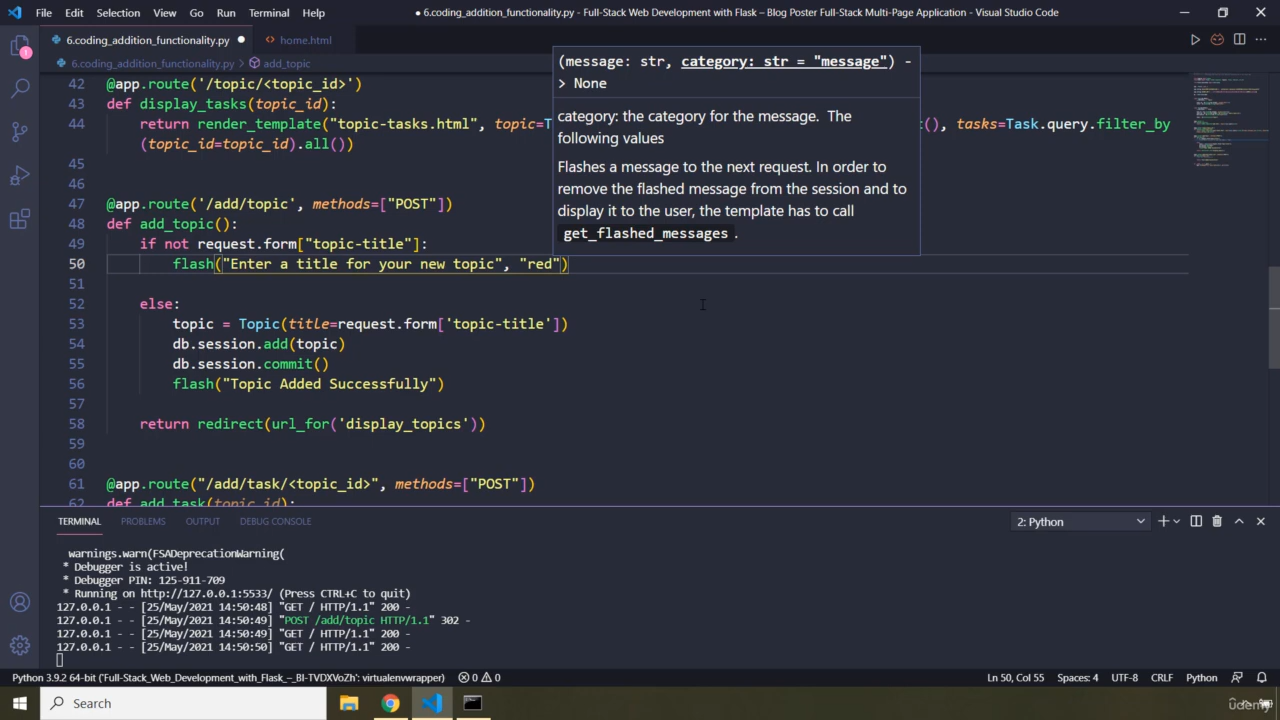 File Edit Selection View Go Run Terminal Help
● 6.coding_addition_functionality.py - Full-Stack Web Development with Flask – Blog Poster Full-Stack Multi-Page Application - Visual Studio Code
6.coding_addition_functionality.py ● <> home.html
6.coding_addition_functionality.py > add_topic
(message: str, category: str = "message") -
> None
category: the category for the message. The
following values
Flashes a message to the next request. In order to
remove the flashed message from the session and to
display it to the user, the template has to call
get_flashed_messages .
42 @app.route('/topic/<topic_id>')
43 def display_tasks(topic_id):
44 return render_template("topic-tasks.html", topic=T (), tasks=Task.query.filter_by
(topic_id=topic_id).all())
45
46
47 @app.route('/add/topic', methods=["POST"])
48 def add_topic():
49 if not request.form["topic-title"]:
50 flash("Enter a title for your new topic", "red")
51
52 else:
53 topic = Topic(title=request.form['topic-title'])
54 db.session.add(topic)
55 db.session.commit()
56 flash("Topic Added Successfully")
57
58 return redirect(url_for('display_topics'))
59
60
61 @app.route("/add/task/<topic_id>", methods=["POST"])
62 def add_task(topic_id):
TERMINAL PROBLEMS OUTPUT DEBUG CONSOLE 2: Python
warnings.warn(FSADeprecationWarning(
* Debugger is active!
* Debugger PIN: 125-911-709
* Running on http://127.0.0.1:5533/ (Press CTRL+C to quit)
127.0.0.1 - - [25/May/2021 14:50:48] "GET / HTTP/1.1" 200 -
127.0.0.1 - - [25/May/2021 14:50:49] "POST /add/topic HTTP/1.1" 302 -
127.0.0.1 - - [25/May/2021 14:50:49] "GET / HTTP/1.1" 200 -
127.0.0.1 - - [25/May/2021 14:50:50] "GET / HTTP/1.1" 200 -
Python 3.9.2 64-bit ('Full-Stack_Web_Development_with_Flask_-_BI-TVDXVoZh': virtualenvwrapper) 0 0 Ln 50, Col 55 Spaces: 4 UTF-8 CRLF Python
Search
udemy